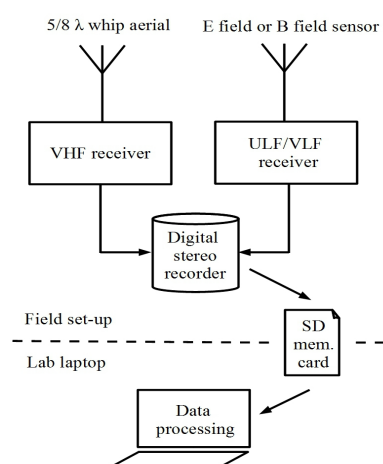 5/8 λ whip aerial
E field or B field sensor
VHF receiver
ULF/VLF
receiver
Digital
stereo
recorder
Field set-up
SD
mem.
card
Lab laptop
Data
processing